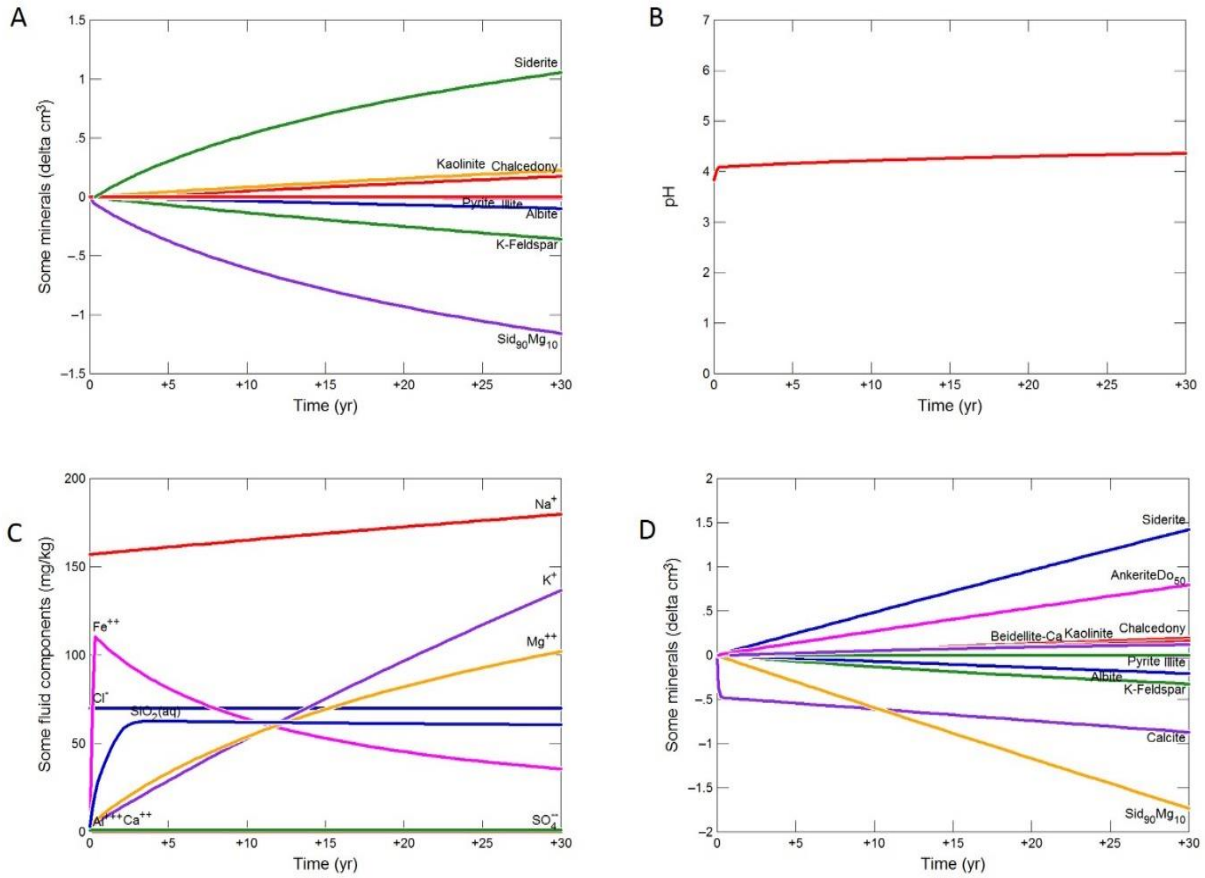 A
Some minerals (delta cm³)
1.5
1
.5
0
−.5
−1
−1.5
Siderite
Kaolinite Chalcedony
Pyrite Illite
Albite
K-Feldspar
Sid₉₀Mg₁₀
0 +5 +10 +15 +20 +25 +30
Time (yr)
B
pH
7
6
5
4
3
2
1
0
0 +5 +10 +15 +20 +25 +30
Time (yr)
C
Some fluid components (mg/kg)
200
150
100
50
0
Na⁺
K⁺
Mg⁺⁺
Fe⁺⁺
Cl⁻
SiO₂(aq)
Al⁺⁺⁺Ca⁺⁺
SO₄⁻⁻
0 +5 +10 +15 +20 +25 +30
Time (yr)
D
Some minerals (delta cm³)
2
1.5
1
.5
0
−.5
−1
−1.5
−2
Siderite
AnkeriteDo₅₀
Chalcedony
Beidellite-Ca Kaolinite
Pyrite Illite
Albite
K-Feldspar
Calcite
Sid₉₀Mg₁₀
0 +5 +10 +15 +20 +25 +30
Time (yr)